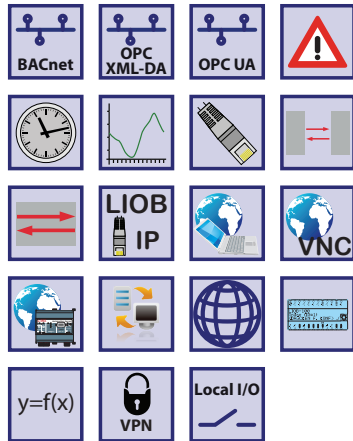 BACnet
OPC
XML-DA
OPC UA
LIOB
IP
VNC
y=f(x)
VPN
Local I/O